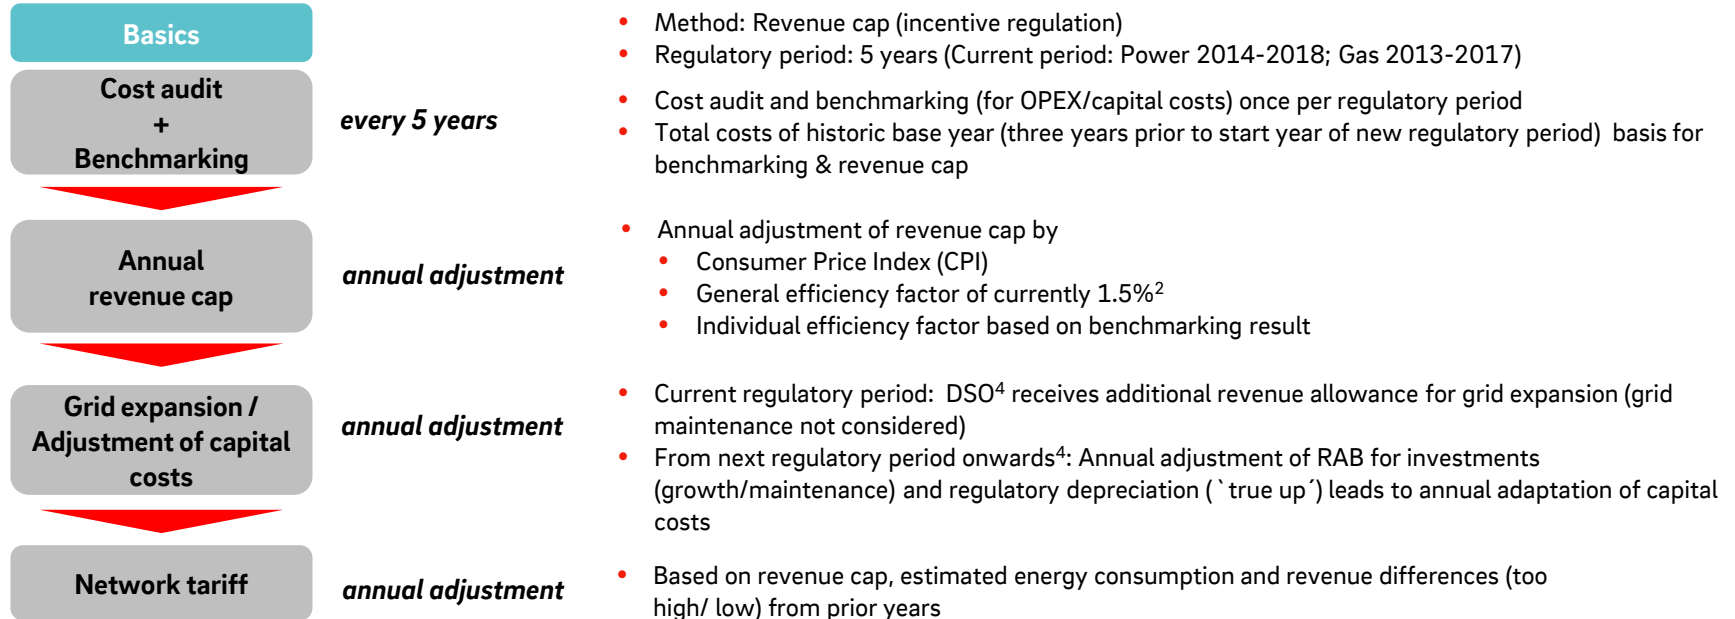 Basics
• Method: Revenue cap (incentive regulation)
• Regulatory period: 5 years (Current period: Power 2014-2018; Gas 2013-2017)
Cost audit
+
Benchmarking
every 5 years
• Cost audit and benchmarking (for OPEX/capital costs) once per regulatory period
• Total costs of historic base year (three years prior to start year of new regulatory period) basis for
benchmarking & revenue cap
Annual
revenue cap
annual adjustment
• Annual adjustment of revenue cap by
• Consumer Price Index (CPI)
• General efficiency factor of currently 1.5%²
• Individual efficiency factor based on benchmarking result
Grid expansion /
Adjustment of capital
costs
annual adjustment
• Current regulatory period: DSO⁴ receives additional revenue allowance for grid expansion (grid
maintenance not considered)
• From next regulatory period onwards⁴: Annual adjustment of RAB for investments
(growth/maintenance) and regulatory depreciation (`true up´) leads to annual adaptation of capital
costs
Network tariff
annual adjustment
• Based on revenue cap, estimated energy consumption and revenue differences (too
high/ low) from prior years